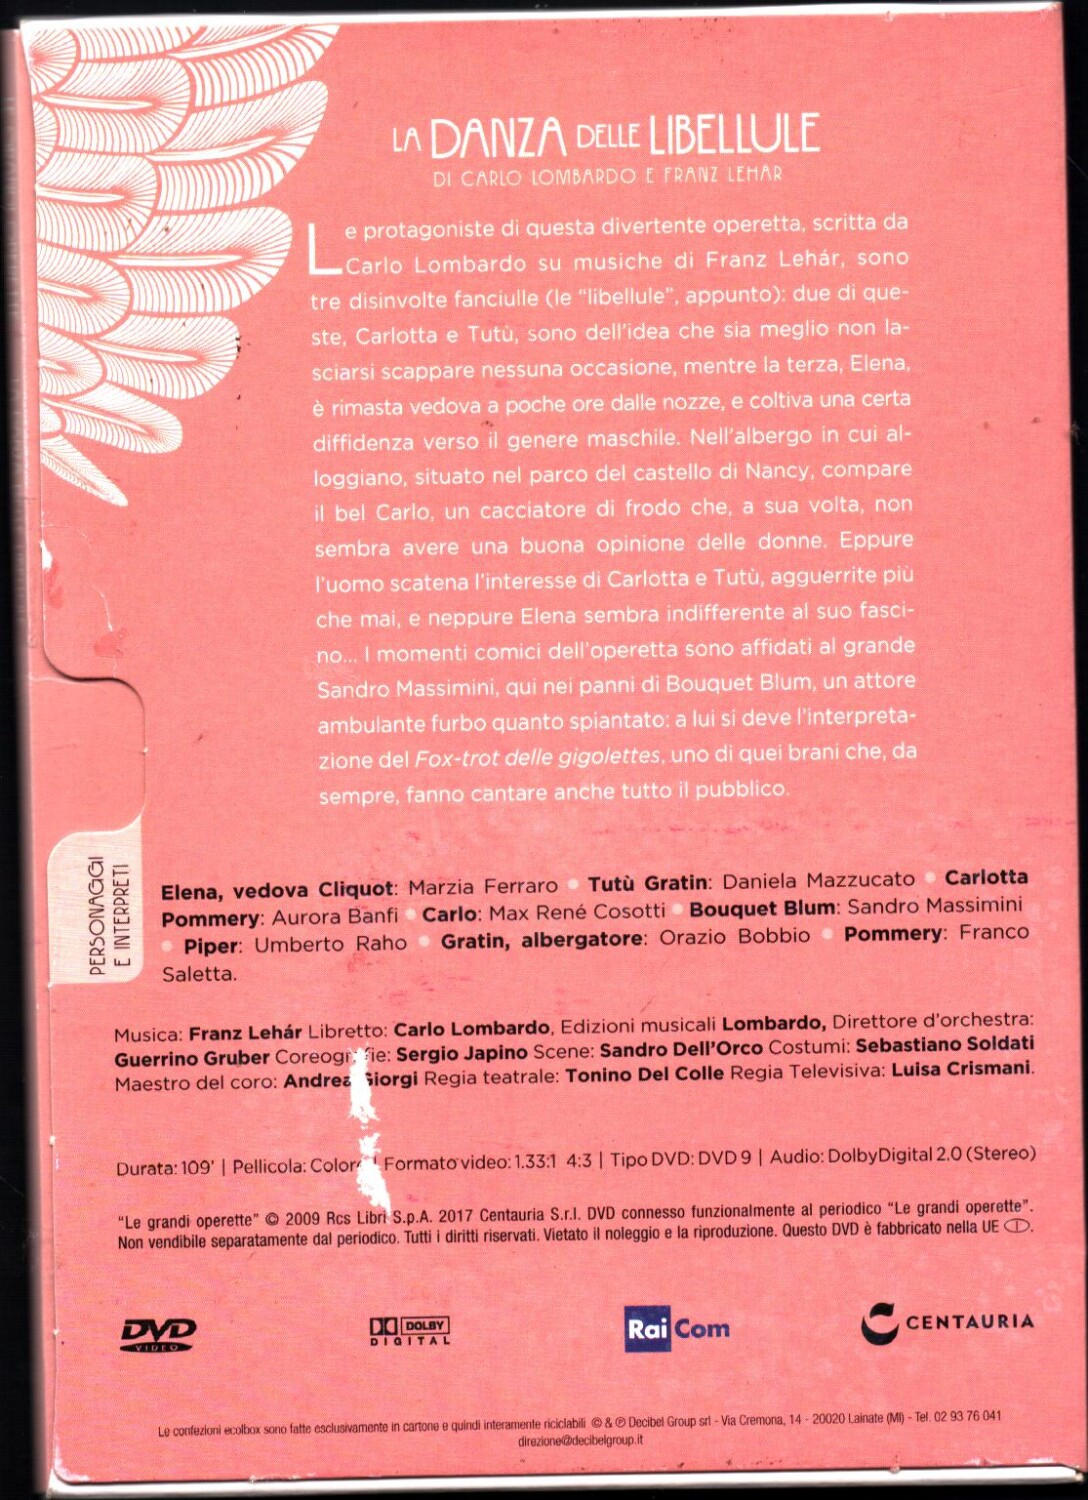 LA DANZA DELLE LIBELLULE
DI CARLO LOMBARDO E FRANZ LEHÁR
Le protagoniste di questa divertente operetta, scritta da
Carlo Lombardo su musiche di Franz Lehár, sono
tre disinvolte fanciulle (le “libellule”, appunto): due di que-
ste, Carlotta e Tutù, sono dell’idea che sia meglio non la-
sciarsi scappare nessuna occasione, mentre la terza, Elena,
è rimasta vedova a poche ore dalle nozze, e coltiva una certa
diffidenza verso il genere maschile. Nell’albergo in cui al-
loggiano, situato nel parco del castello di Nancy, compare
il bel Carlo, un cacciatore di frodo che, a sua volta, non
sembra avere una buona opinione delle donne. Eppure
l’uomo scatena l’interesse di Carlotta e Tutù, agguerrite più
che mai, e neppure Elena sembra indifferente al suo fasci-
no... I momenti comici dell’operetta sono affidati al grande
Sandro Massimini, qui nei panni di Bouquet Blum, un attore
ambulante furbo quanto spiantato: a lui si deve l’interpreta-
zione del Fox-trot delle gigolettes, uno di quei brani che, da
sempre, fanno cantare anche tutto il pubblico.
PERSONAGGI
E INTERPRETI
Elena, vedova Cliquot: Marzia Ferraro • Tutù Gratin: Daniela Mazzucato • Carlotta
Pommery: Aurora Banfi • Carlo: Max René Cosotti • Bouquet Blum: Sandro Massimini
• Piper: Umberto Raho • Gratin, albergatore: Orazio Bobbio • Pommery: Franco
Saletta.
Musica: Franz Lehár Libretto: Carlo Lombardo, Edizioni musicali Lombardo, Direttore d’orchestra:
Guerrino Gruber Coreografie: Sergio Japino Scene: Sandro Dell’Orco Costumi: Sebastiano Soldati
Maestro del coro: Andrea Giorgi Regia teatrale: Tonino Del Colle Regia Televisiva: Luisa Crismani.
Durata: 109’ | Pellicola: Colore | Formato video: 1.33:1 4:3 | Tipo DVD: DVD 9 | Audio: DolbyDigital 2.0 (Stereo)
“Le grandi operette” © 2009 Rcs Libri S.p.A. 2017 Centauria S.r.l. DVD connesso funzionalmente al periodico “Le grandi operette”.
Non vendibile separatamente dal periodico. Tutti i diritti riservati. Vietato il noleggio e la riproduzione. Questo DVD è fabbricato nella UE Ⓘ.
DVD VIDEO
DOLBY DIGITAL
Rai Com
CENTAURIA
Le confezioni ecolbox sono fatte esclusivamente in cartone e quindi interamente riciclabili © & ℗ Decibel Group srl - Via Cremona, 14 - 20020 Lainate (MI) - Tel. 02 93 76 041
direzione@decibelgroup.it